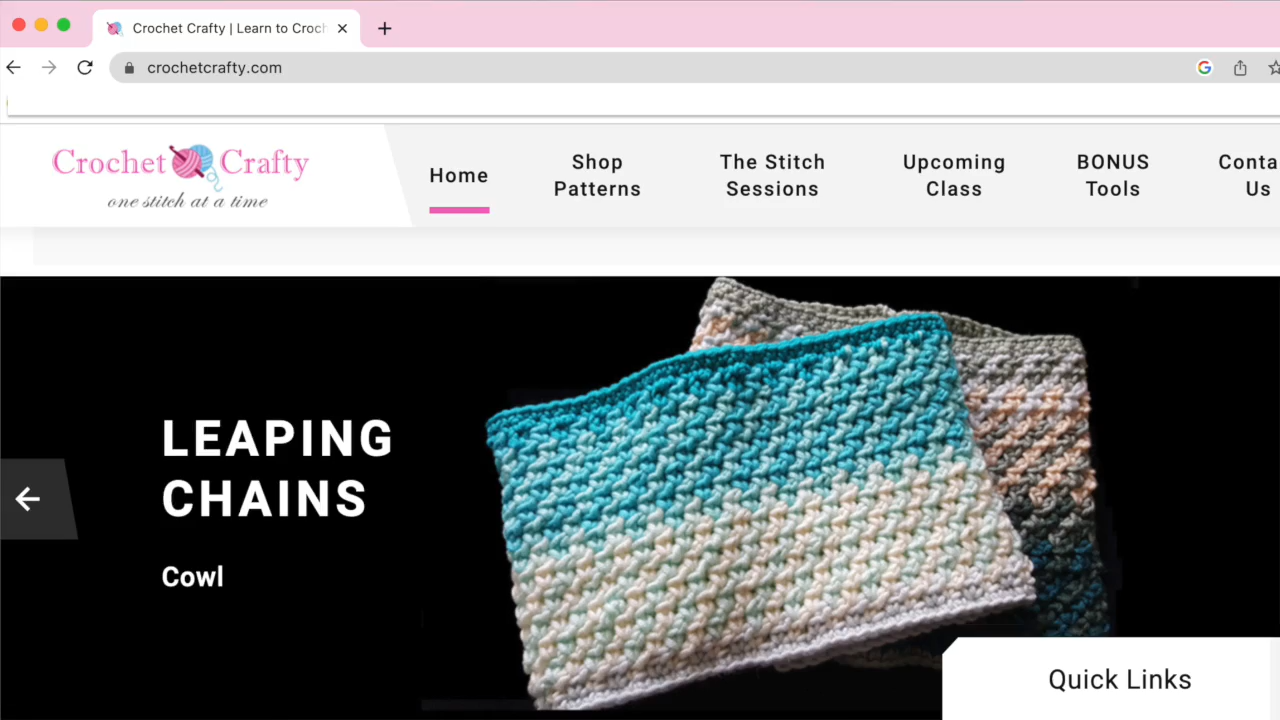 Crochet Crafty | Learn to Croch
crochetcrafty.com
Crochet Crafty
one stitch at a time
Home
Shop
Patterns
The Stitch
Sessions
Upcoming
Class
BONUS
Tools
Conta
Us
LEAPING
CHAINS
Cowl
Quick Links